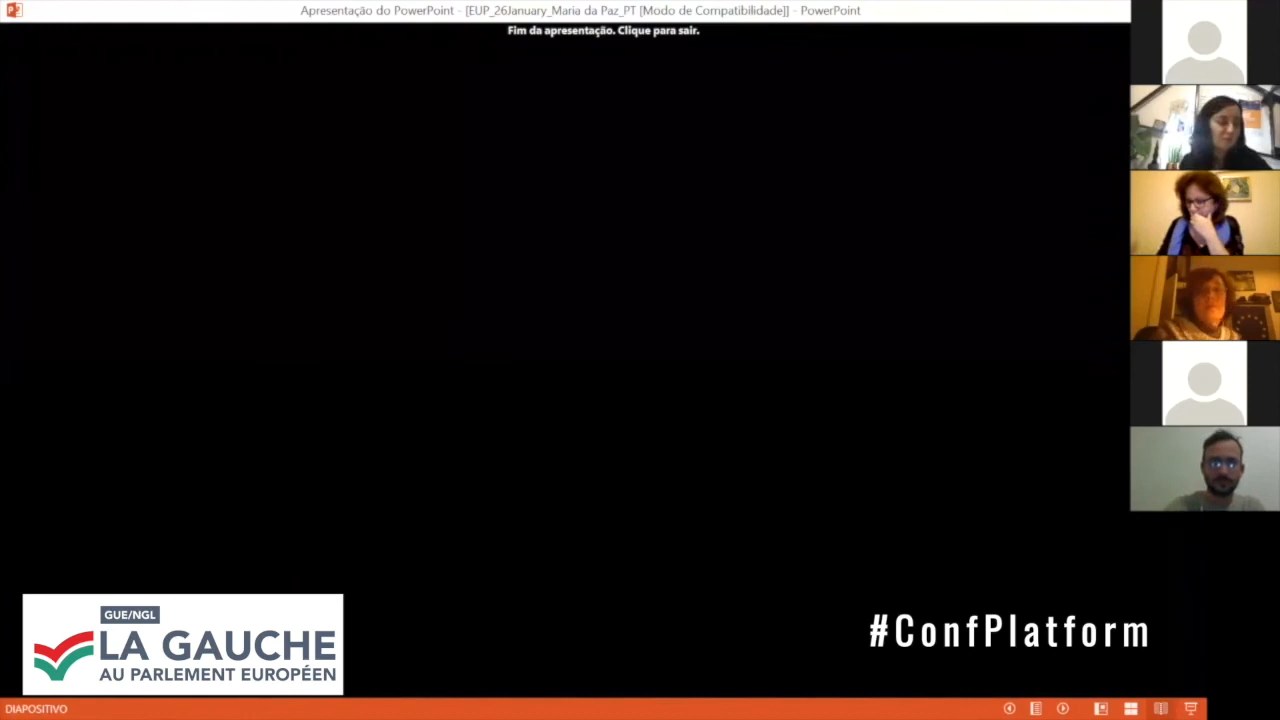 Apresentação do PowerPoint - [EUP_26January_Maria da Paz_PT [Modo de Compatibilidade]] - PowerPoint
Fim da apresentação. Clique para sair.
GUE/NGL
LA GAUCHE
AU PARLEMENT EUROPÉEN
#ConfPlatform
DIAPOSITIVO